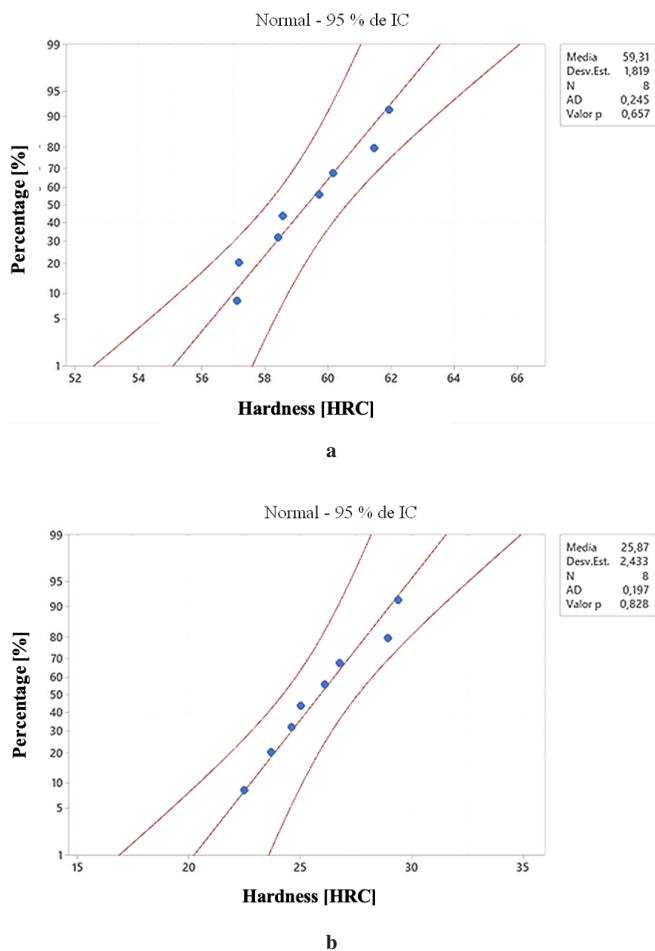 Normal - 95 % de IC
Percentage [%]
99
95
90
80
70
60
50
40
30
20
10
5
1
52 54 56 58 60 62 64 66
Hardness [HRC]
Media 59,31
Desv.Est. 1,819
N 8
AD 0,245
Valor p 0,657
a
Normal - 95 % de IC
Percentage [%]
99
95
90
80
70
60
50
40
30
20
10
5
1
15 20 25 30 35
Hardness [HRC]
Media 25,87
Desv.Est. 2,433
N 8
AD 0,197
Valor p 0,828
b